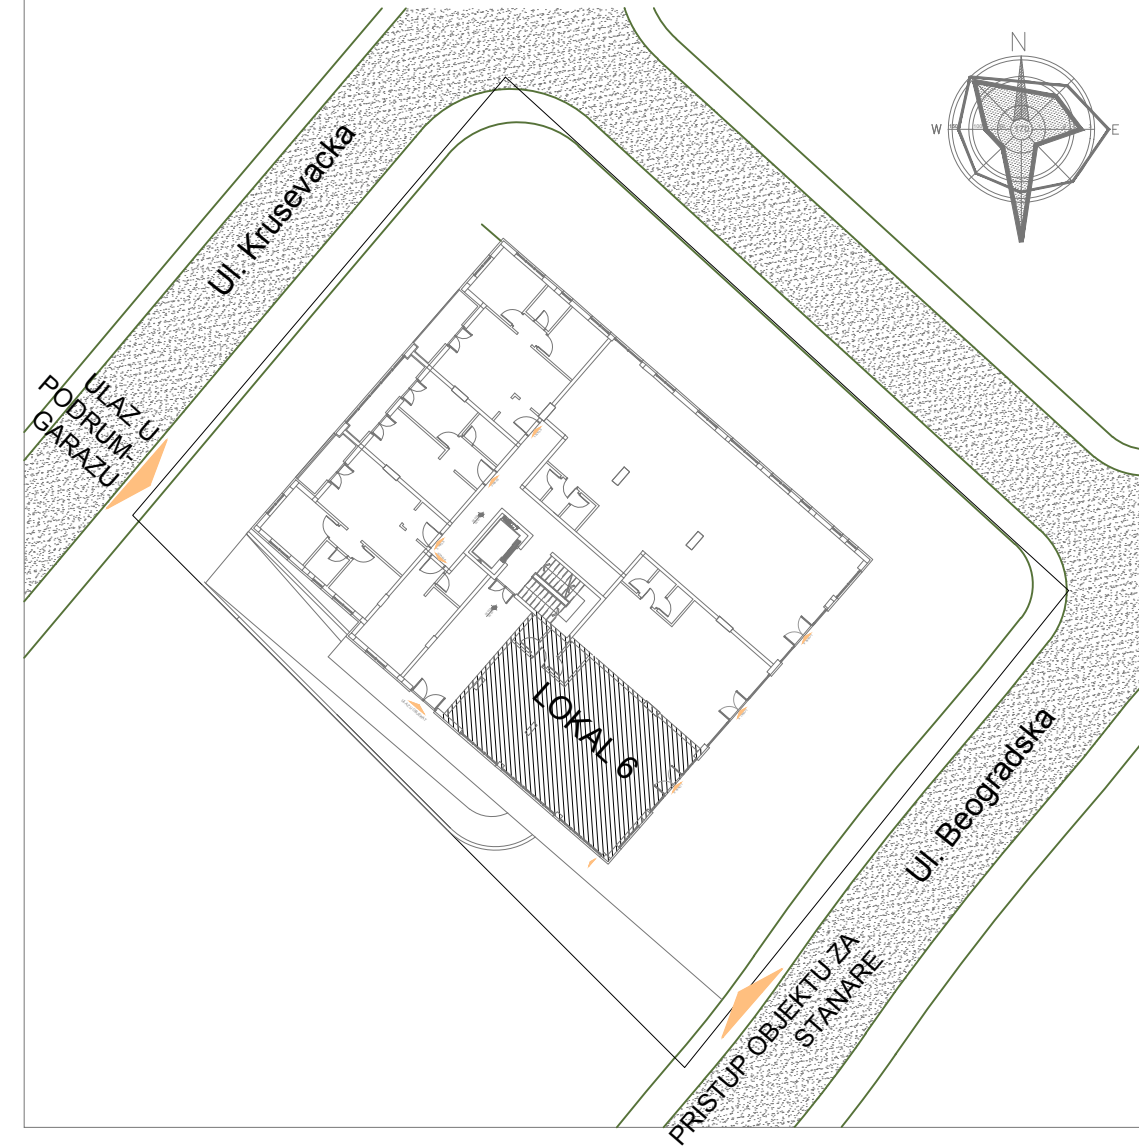 N
W
E
Ul. Krusevacka
ULAZ U
PODRUM-
GARAZU
LOKAL 6
Ul. Beogradska
PRISTUP OBJEKTU ZA
STANARE